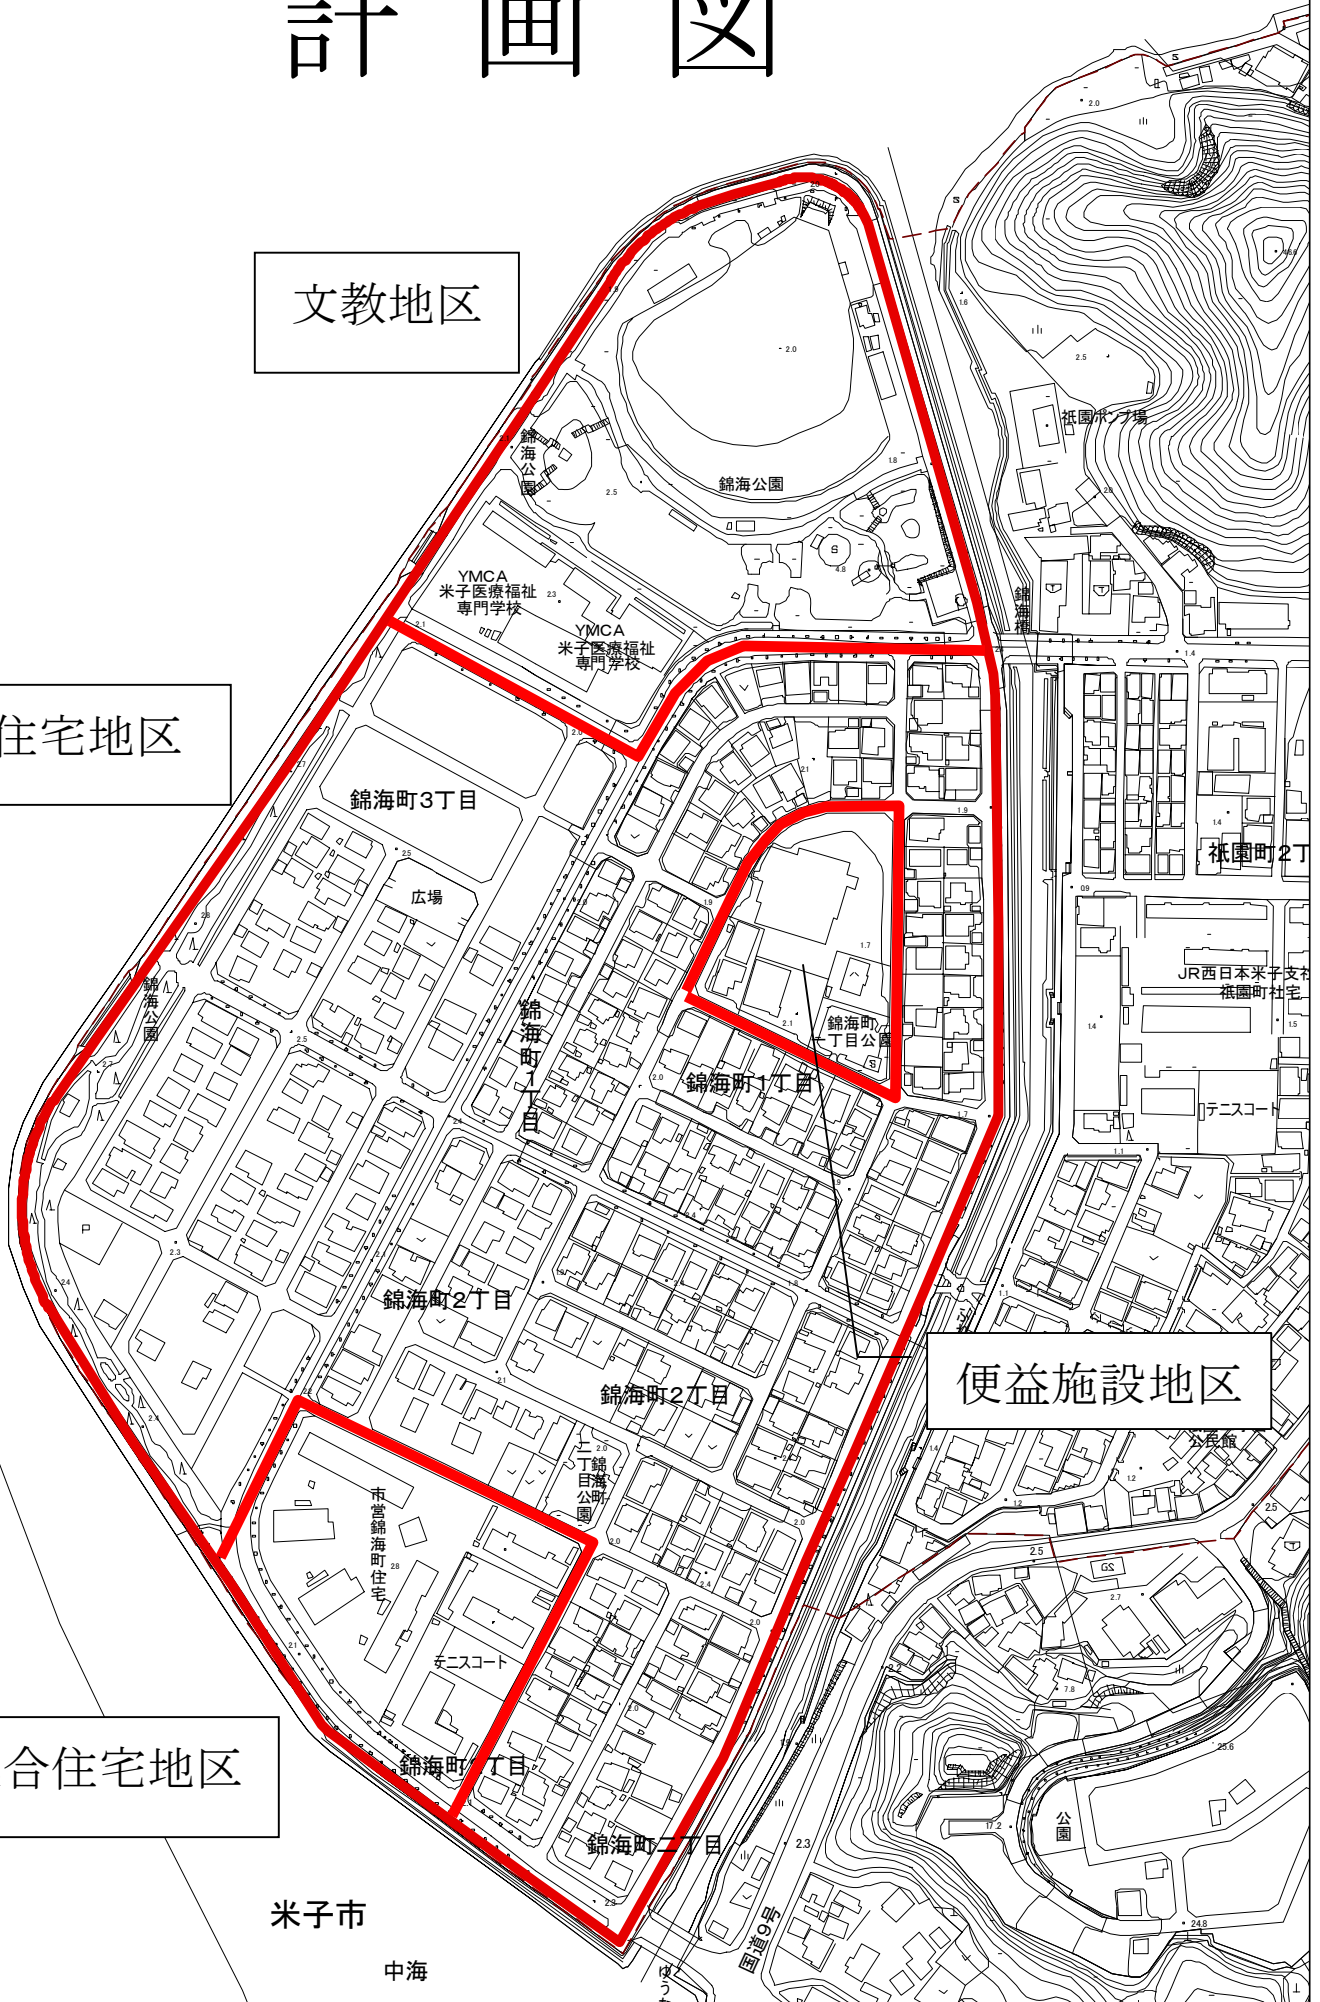 計画図
文教地区
錦海公園
錦海公園
祇園ポンプ場
YMCA
米子医療福祉
専門学校
YMCA
米子医療福祉
専門学校
錦海橋
住宅地区
錦海町3丁目
広場
祇園町2丁
JR西日本米子支社
祇園町社宅
錦海公園
錦海町1丁目
錦海町
一丁目公園
錦海町1丁目
テニスコート
錦海町2丁目
便益施設地区
錦海町2丁目
公民館
錦海町
二丁目公園
市営錦海町住宅
テニスコート
合住宅地区
公園
錦海町二丁目
米子市
国道9号
中海